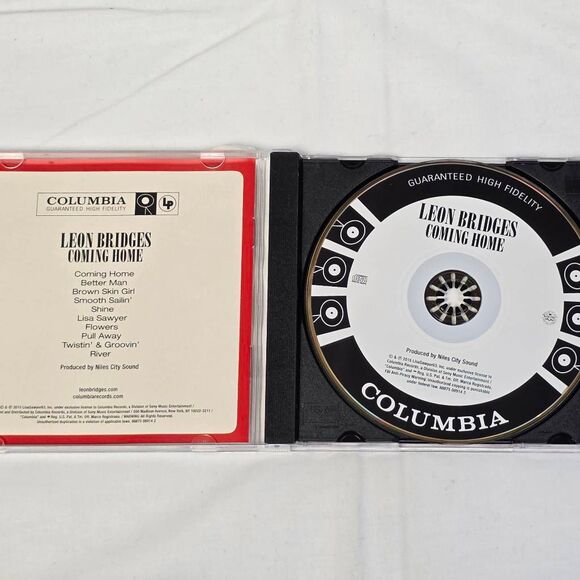 COLUMBIA
GUARANTEED HIGH FIDELITY
LP
LEON BRIDGES
COMING HOME
Coming Home
Better Man
Brown Skin Girl
Smooth Sailin'
Shine
Lisa Sawyer
Flowers
Pull Away
Twistin' & Groovin'
River
Produced by Niles City Sound
leonbridges.com
columbiarecords.com
GUARANTEED HIGH FIDELITY
LEON BRIDGES
COMING HOME
Produced by Niles City Sound
COLUMBIA